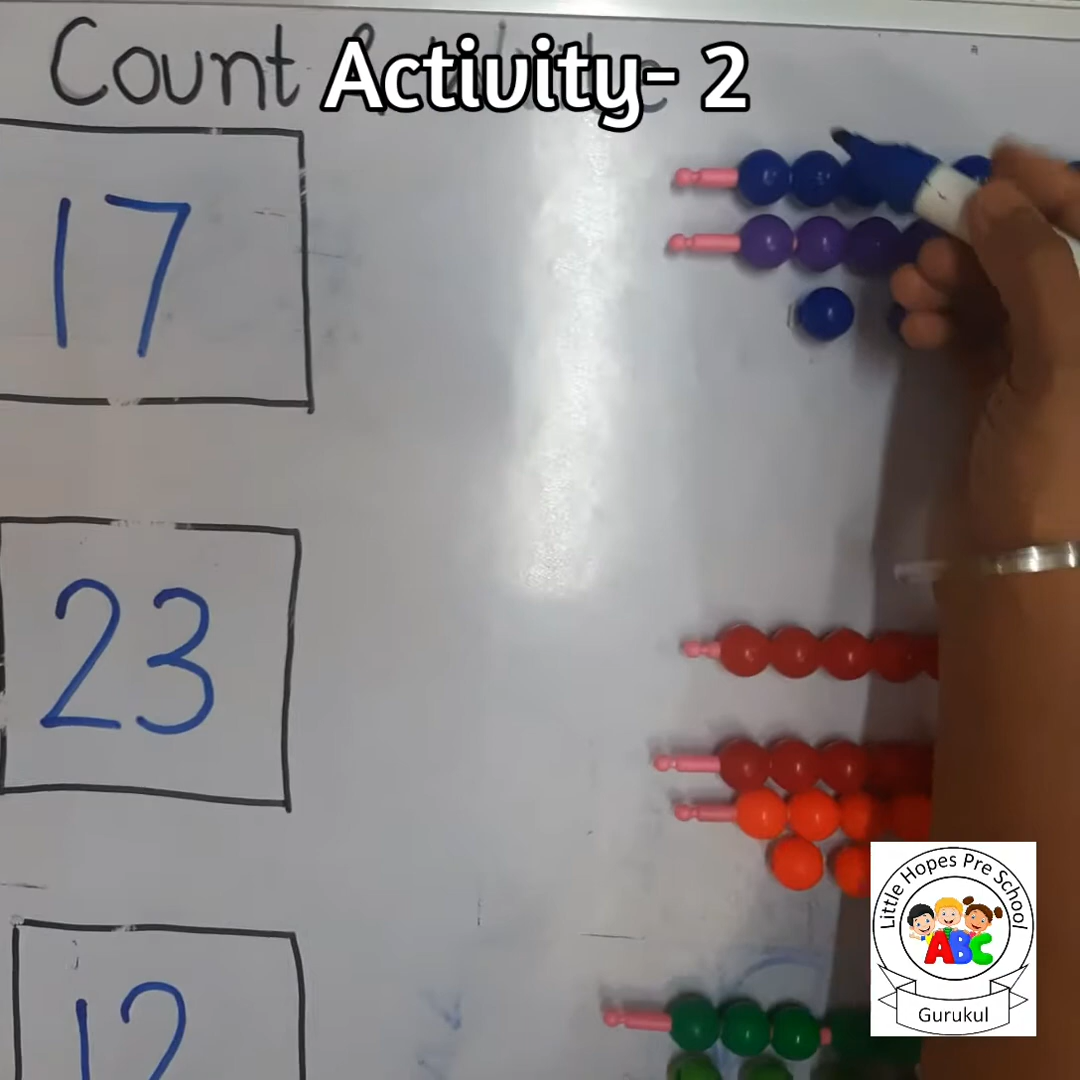 Count
Activity- 2
17
23
12
Little Hopes Pre School
ABC
Gurukul